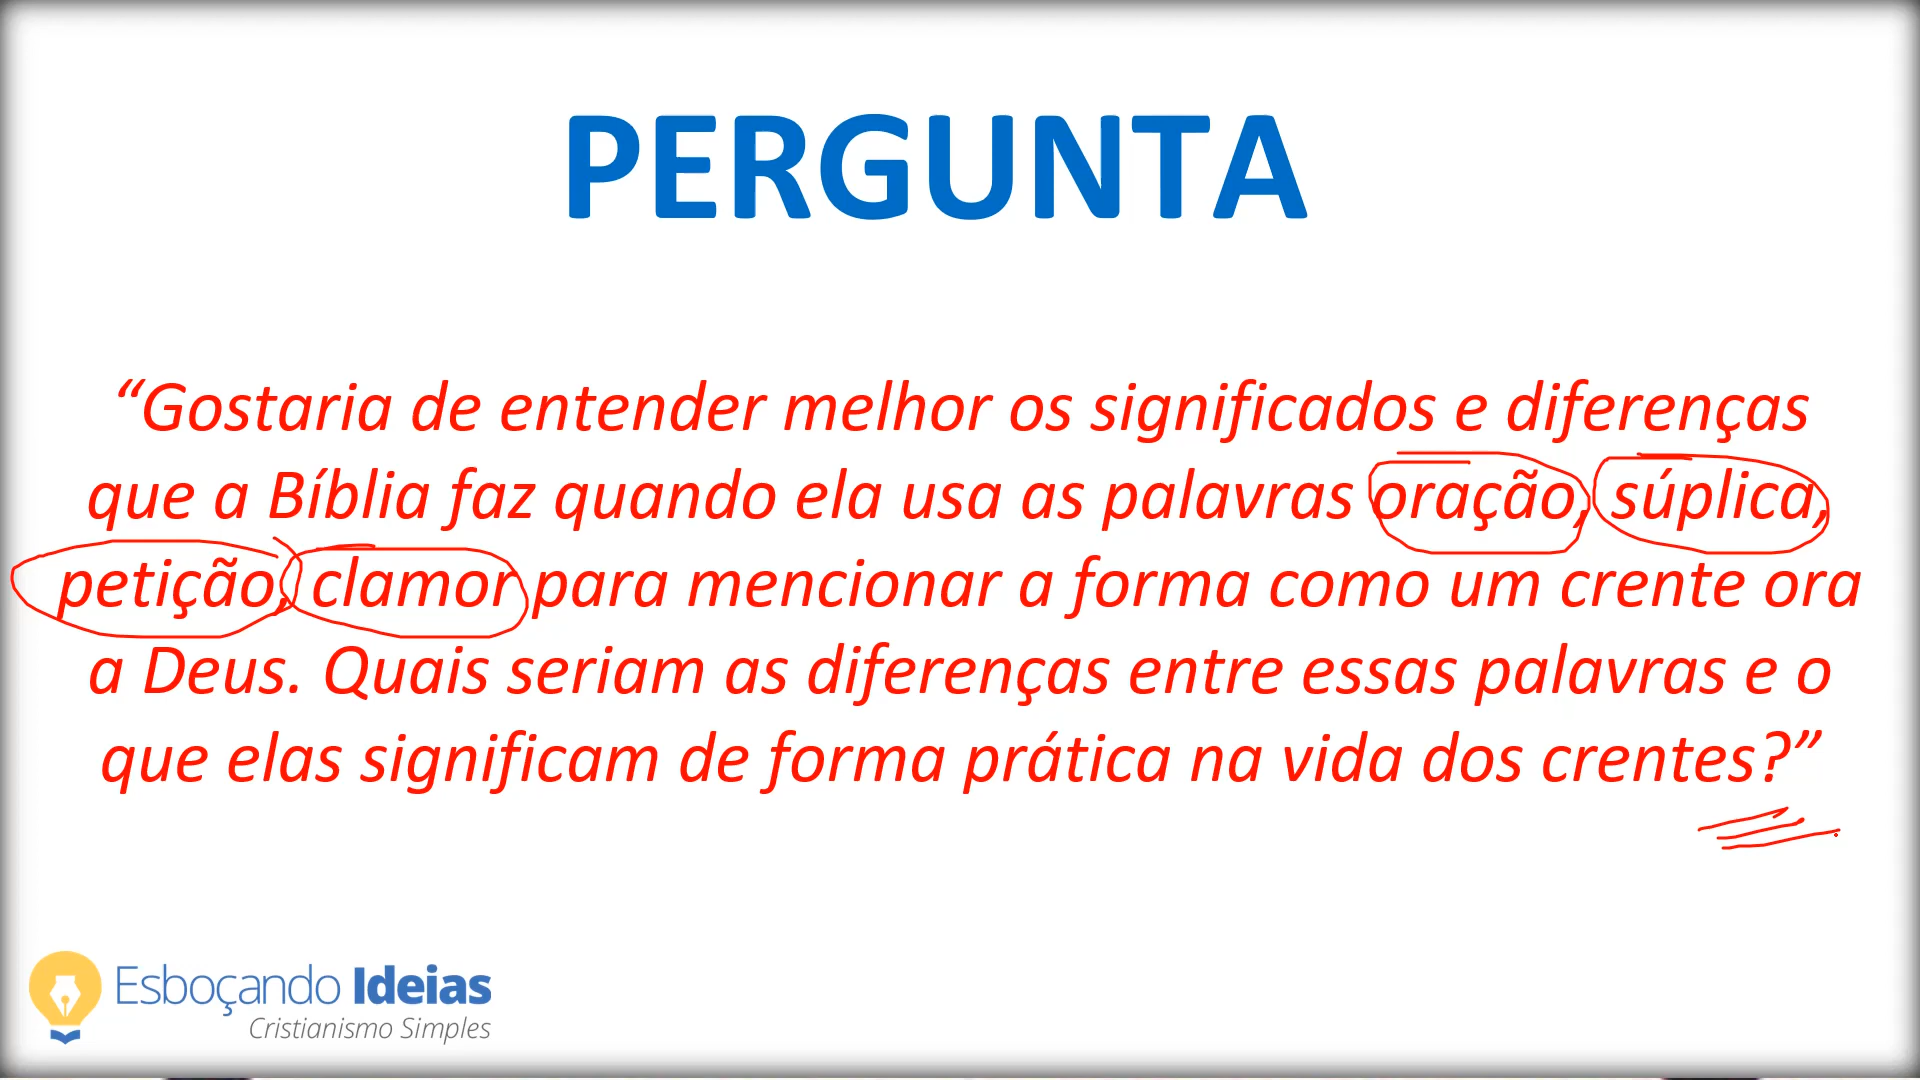 PERGUNTA
“Gostaria de entender melhor os significados e diferenças
que a Bíblia faz quando ela usa as palavras oração, súplica,
petição, clamor para mencionar a forma como um crente ora
a Deus. Quais seriam as diferenças entre essas palavras e o
que elas significam de forma prática na vida dos crentes?”
Esboçando Ideias
Cristianismo Simples